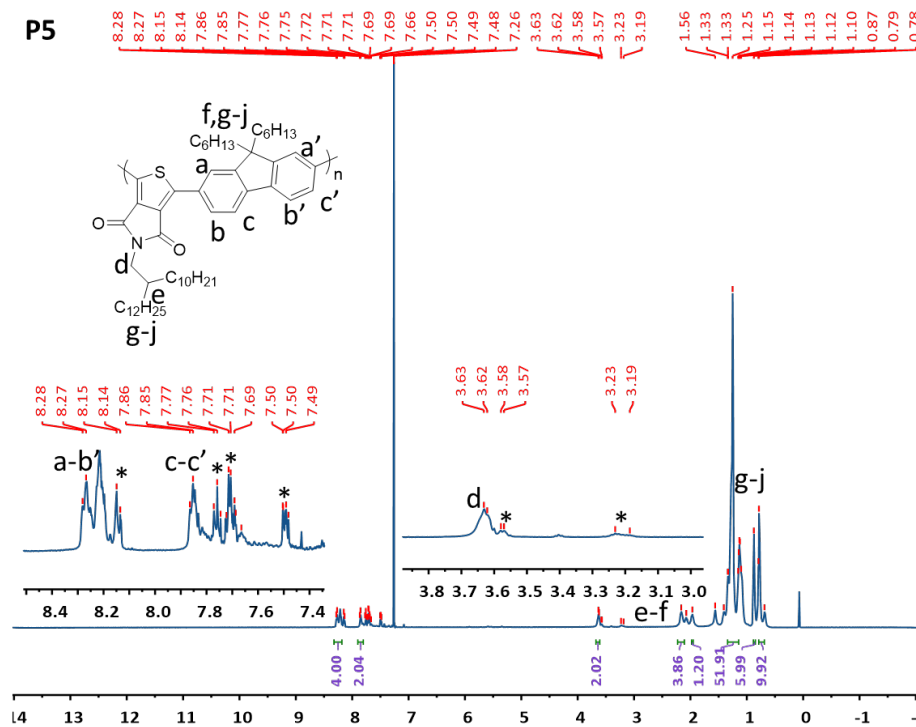 P5
8.28 8.27 8.15 8.14 7.86 7.85 7.77 7.76 7.75 7.72 7.71 7.71 7.69 7.69 7.66 7.50 7.50 7.49 7.48 7.26 3.63 3.62 3.58 3.57 3.23 3.19 1.56 1.33 1.33 1.25 1.15 1.14 1.13 1.12 1.10 0.87 0.79 0.78
f,g-j
C6H13 C6H13
a a'
S n
b c b' c'
O N O
d
C10H21
e
C12H25
g-j
8.28 8.27 8.15 8.14 7.86 7.85 7.77 7.76 7.71 7.71 7.69 7.50 7.50 7.49
3.63 3.62 3.58 3.57 3.23 3.19
a-b' * c-c' * * *
d * *
g-j
8.4 8.2 8.0 7.8 7.6 7.4
3.8 3.7 3.6 3.5 3.4 3.3 3.2 3.1 3.0
e-f
4.00 2.04 2.02 3.86 1.20 51.91 5.99 9.92
14 13 12 11 10 9 8 7 6 5 4 3 2 1 0 -1 -2